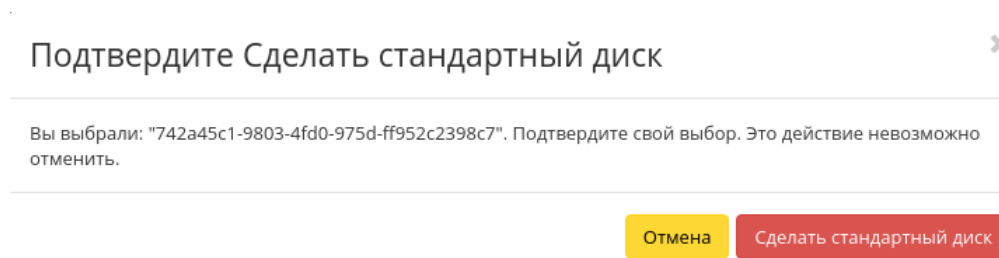 Подтвердите Сделать стандартный диск
Вы выбрали: "742a45c1-9803-4fd0-975d-ff952c2398c7". Подтвердите свой выбор. Это действие невозможно
отменить.
Отмена
Сделать стандартный диск